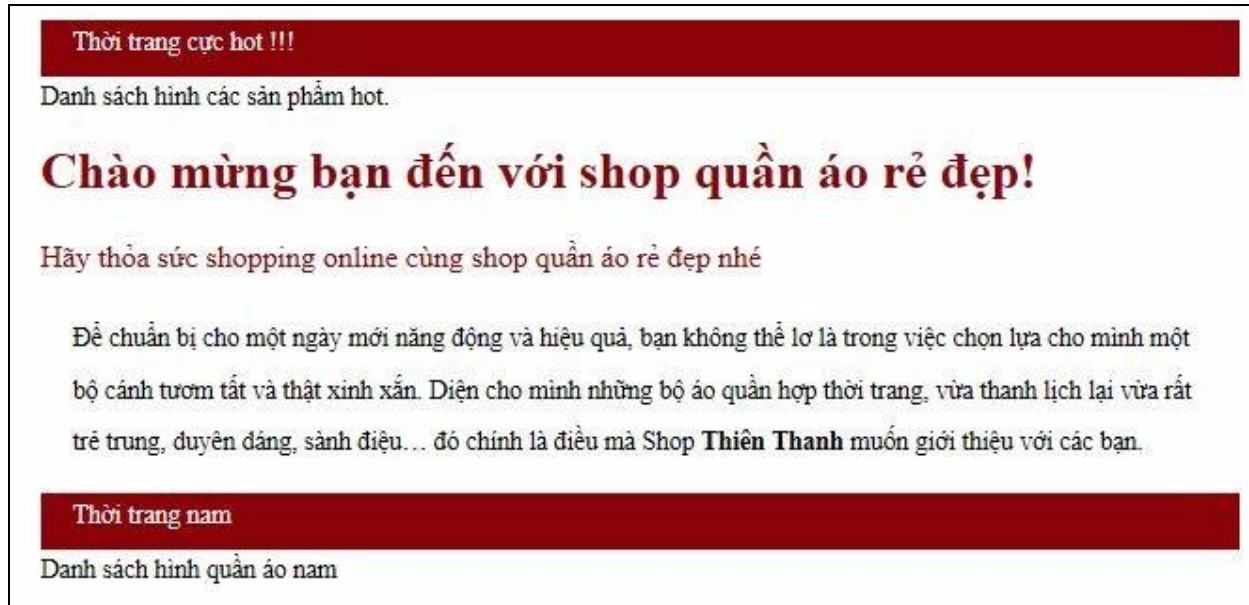 Thời trang cực hot !!!
Danh sách hình các sản phẩm hot.
Chào mừng bạn đến với shop quần áo rẻ đẹp!
Hãy thỏa sức shopping online cùng shop quần áo rẻ đẹp nhé
Để chuẩn bị cho một ngày mới năng động và hiệu quả, bạn không thể lơ là trong việc chọn lựa cho mình một
bộ cánh tươm tất và thật xinh xắn. Diện cho mình những bộ áo quần hợp thời trang, vừa thanh lịch lại vừa rất
trẻ trung, duyên dáng, sành điệu… đó chính là điều mà Shop Thiên Thanh muốn giới thiệu với các bạn.
Thời trang nam
Danh sách hình quần áo nam